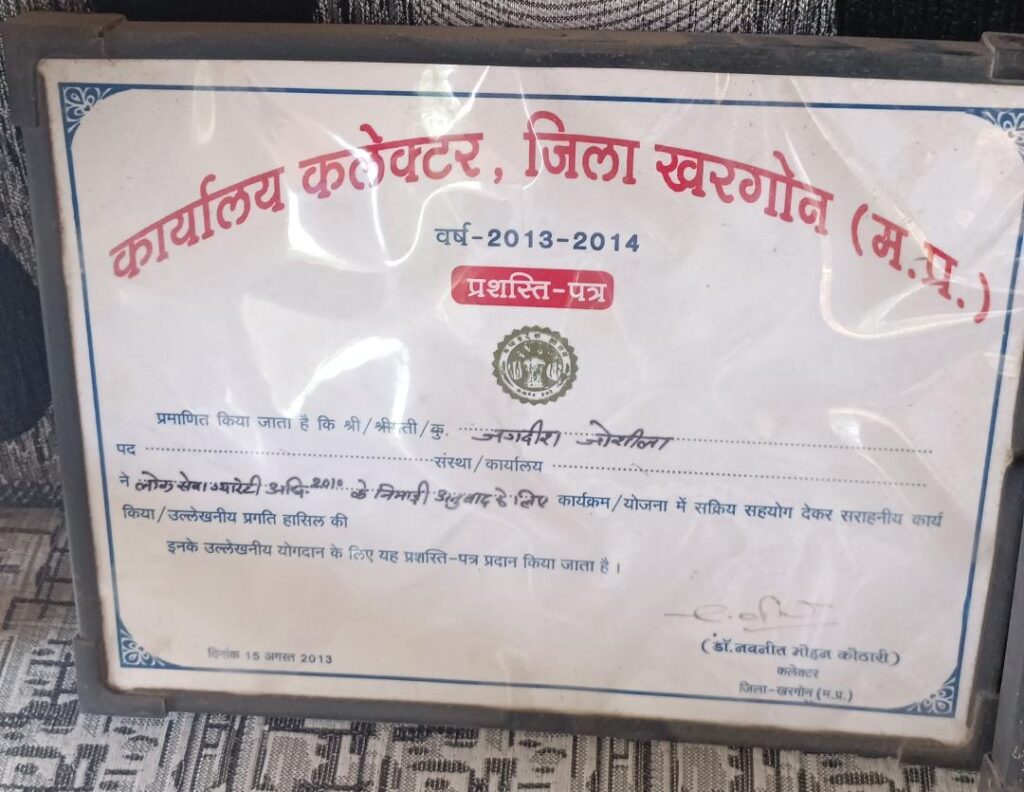 कार्यालय कलेक्टर, जिला खरगोन (म.प्र.)
वर्ष-2013-2014
प्रशस्ति-पत्र
प्रमाणित किया जाता है कि श्री/श्रीमती/कु. जगदीश जोशीला
पद संस्था/कार्यालय
ने लोक सेवा ग्यारेंटी अधि. 2010 के निमाड़ी अनुवाद के लिए कार्यक्रम/योजना में सक्रिय सहयोग देकर सराहनीय कार्य
किया/उल्लेखनीय प्रगति हासिल की
इनके उल्लेखनीय योगदान के लिए यह प्रशस्ति-पत्र प्रदान किया जाता है।
(डॉ. नवनीत मोहन कोठारी)
कलेक्टर
जिला-खरगोन (म.प्र.)
दिनांक 15 अगस्त 2013